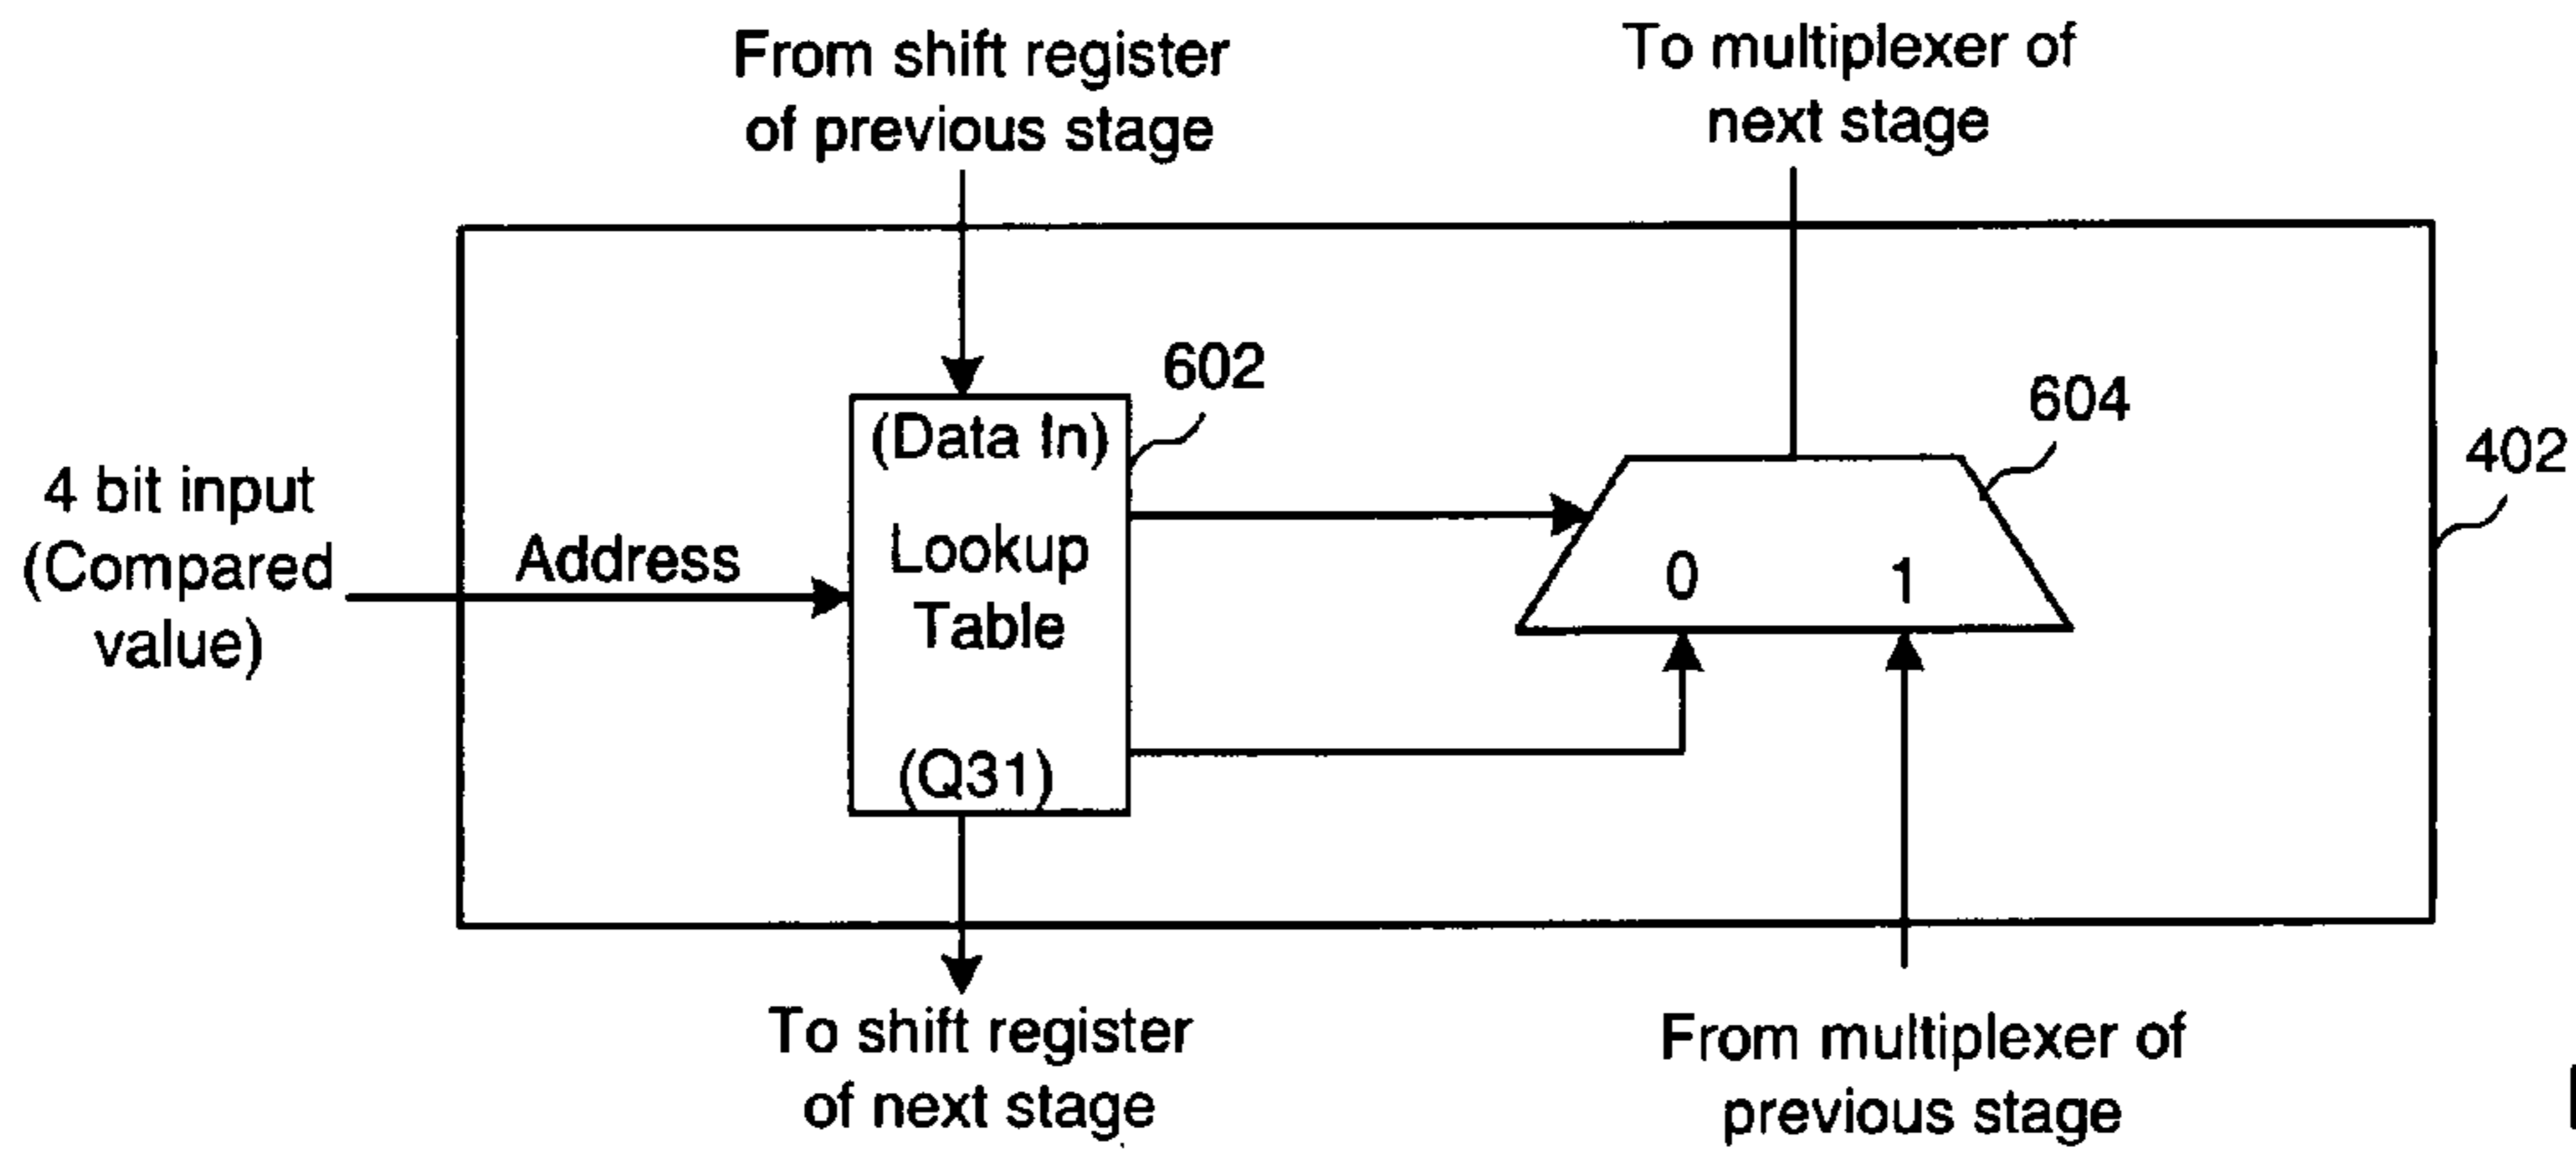 From shift register
of previous stage
To multiplexer of
next stage
602
604
402
(Data In)
4 bit input
(Compared
value)
Address
Lookup
Table
0 1
(Q31)
To shift register
of next stage
From multiplexer of
previous stage